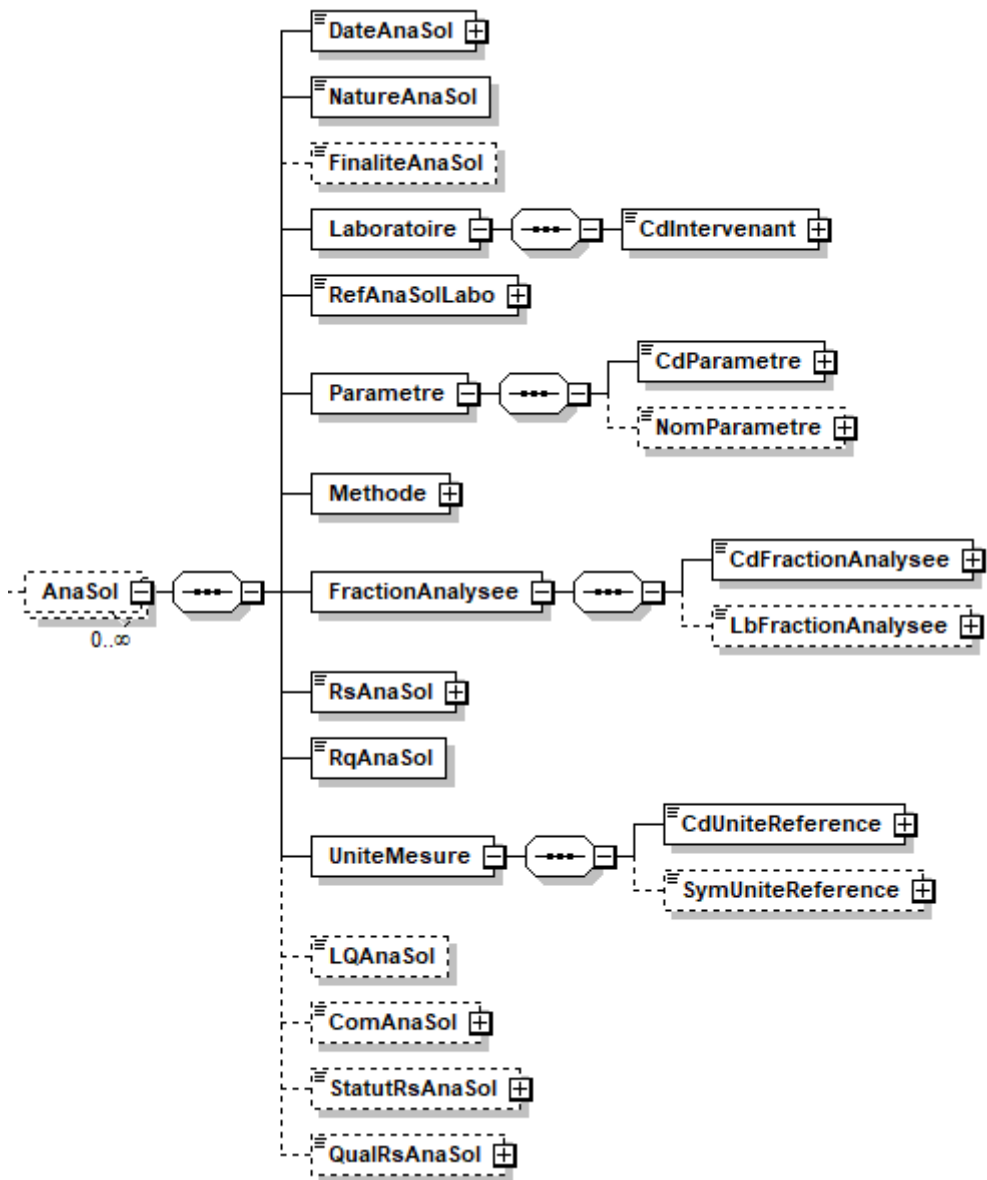 DateAnaSol
NatureAnaSol
FinaliteAnaSol
Laboratoire
CdIntervenant
RefAnaSolLabo
Parametre
CdParametre
NomParametre
Methode
AnaSol
0..∞
FractionAnalysee
CdFractionAnalysee
LbFractionAnalysee
RsAnaSol
RqAnaSol
UniteMesure
CdUniteReference
SymUniteReference
LQAnaSol
ComAnaSol
StatutRsAnaSol
QualRsAnaSol